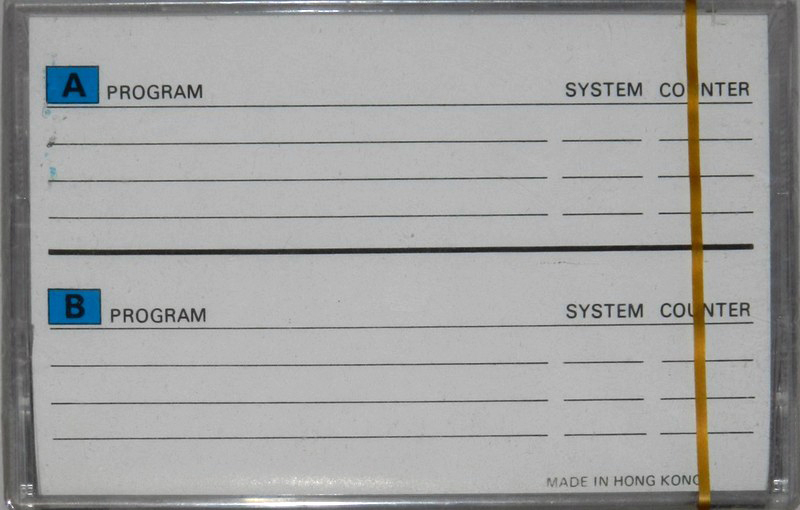 A PROGRAM SYSTEM COUNTER
B PROGRAM SYSTEM COUNTER
MADE IN HONG KONG